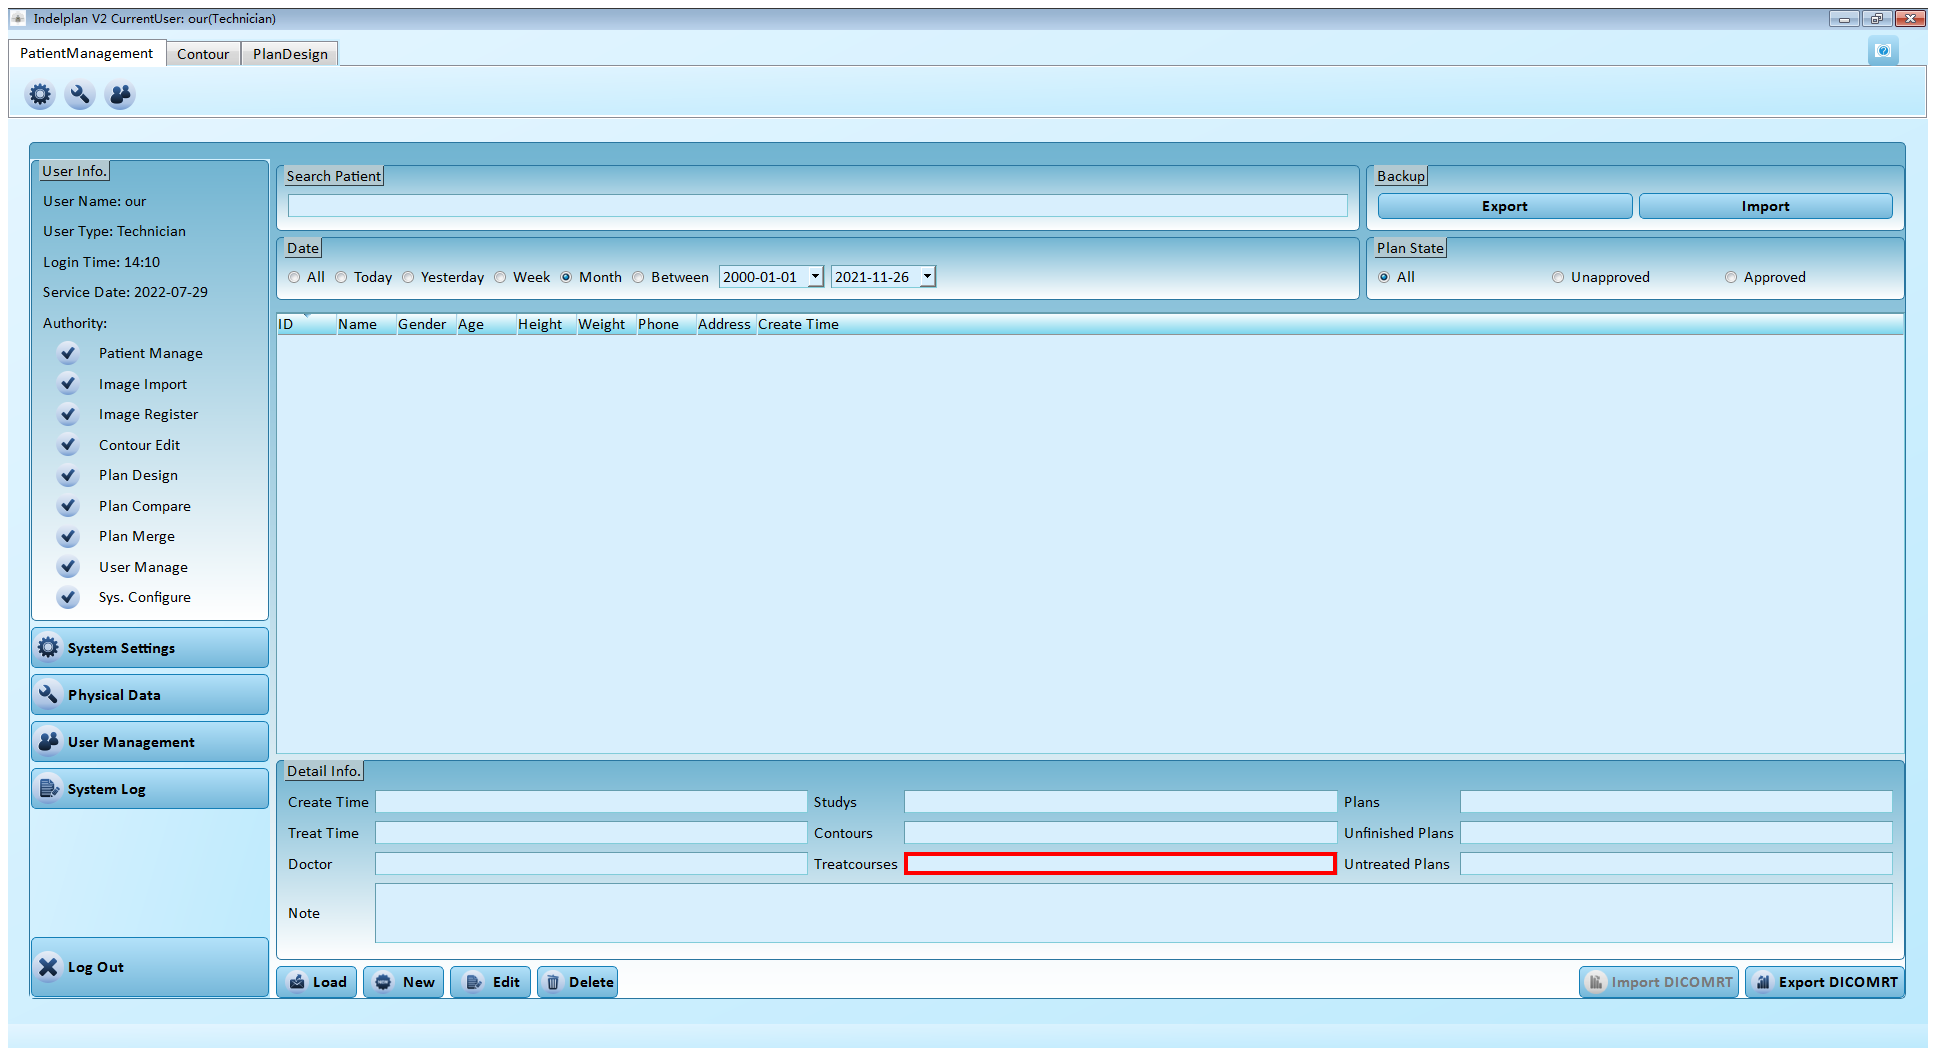 Indelplan V2 CurrentUser: our(Technician)
PatientManagement Contour PlanDesign
User Info.
User Name: our
User Type: Technician
Login Time: 14:10
Service Date: 2022-07-29
Authority:
Patient Manage
Image Import
Image Register
Contour Edit
Plan Design
Plan Compare
Plan Merge
User Manage
Sys. Configure
System Settings
Physical Data
User Management
System Log
Log Out
Search Patient
Backup
Export Import
Date
All Today Yesterday Week Month Between 2000-01-01 2021-11-26
Plan State
All Unapproved Approved
ID Name Gender Age Height Weight Phone Address Create Time
Detail Info.
Create Time Studys Plans
Treat Time Contours Unfinished Plans
Doctor Treatcourses Untreated Plans
Note
Load New Edit Delete Import DICOMRT Export DICOMRT